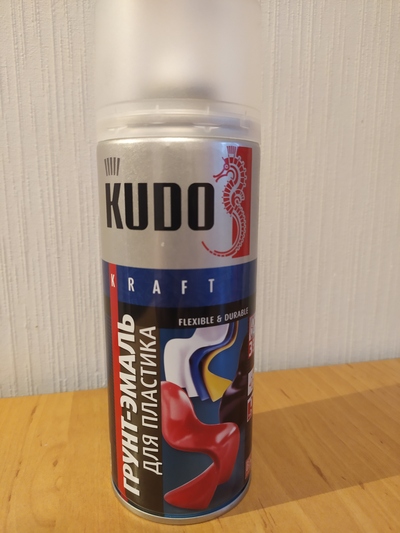 KUDO
KRAFT
FLEXIBLE & DURABLE
ГРУНТ-ЭМАЛЬ
ДЛЯ ПЛАСТИКА